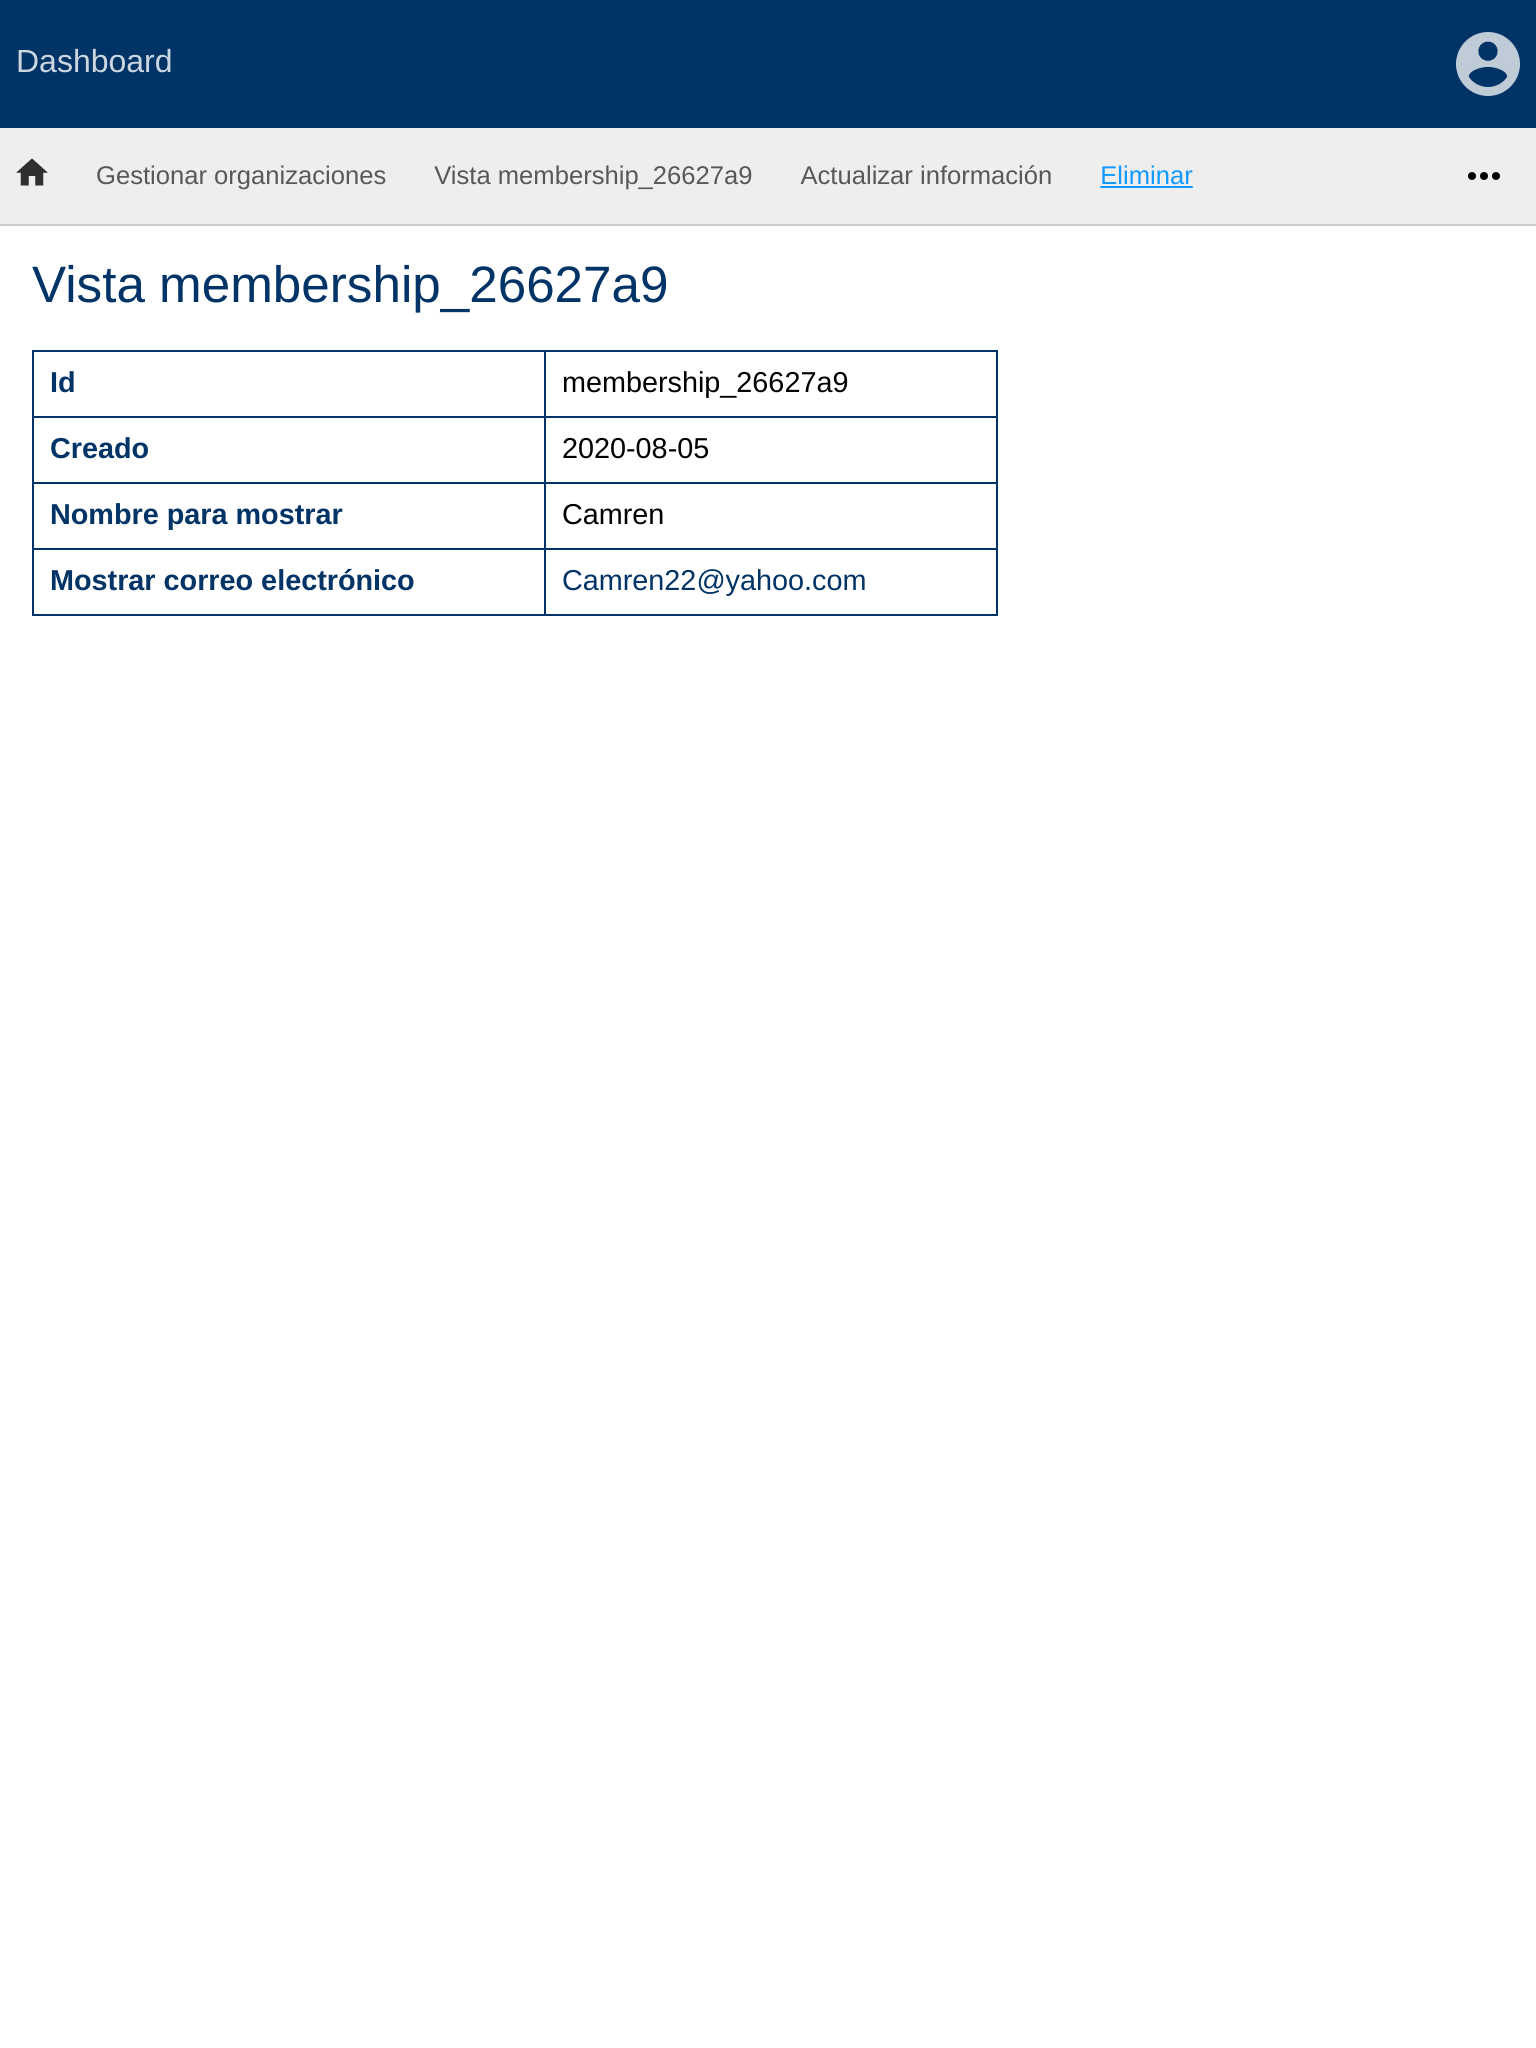 Dashboard
Gestionar organizaciones Vista membership_26627a9 Actualizar información Eliminar
Vista membership_26627a9
Id membership_26627a9
Creado 2020-08-05
Nombre para mostrar Camren
Mostrar correo electrónico Camren22@yahoo.com